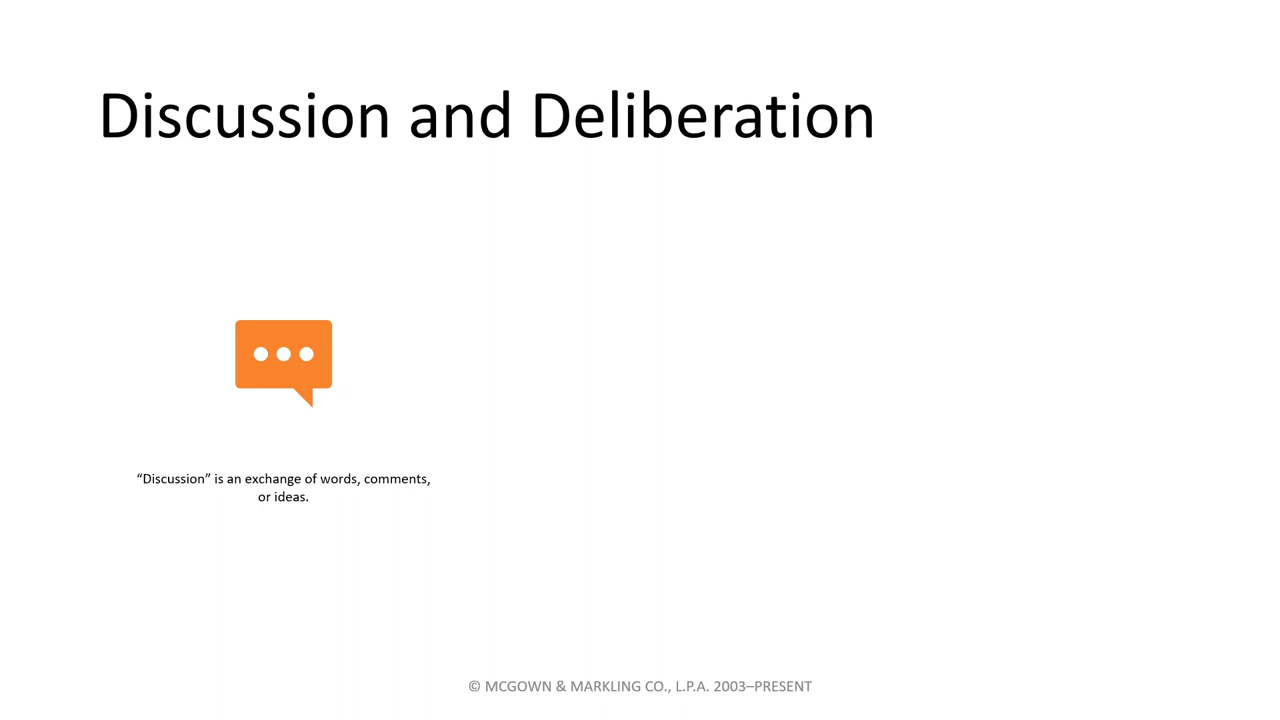 Discussion and Deliberation
“Discussion” is an exchange of words, comments,
or ideas.
© MCGOWN & MARKLING CO., L.P.A. 2003–PRESENT